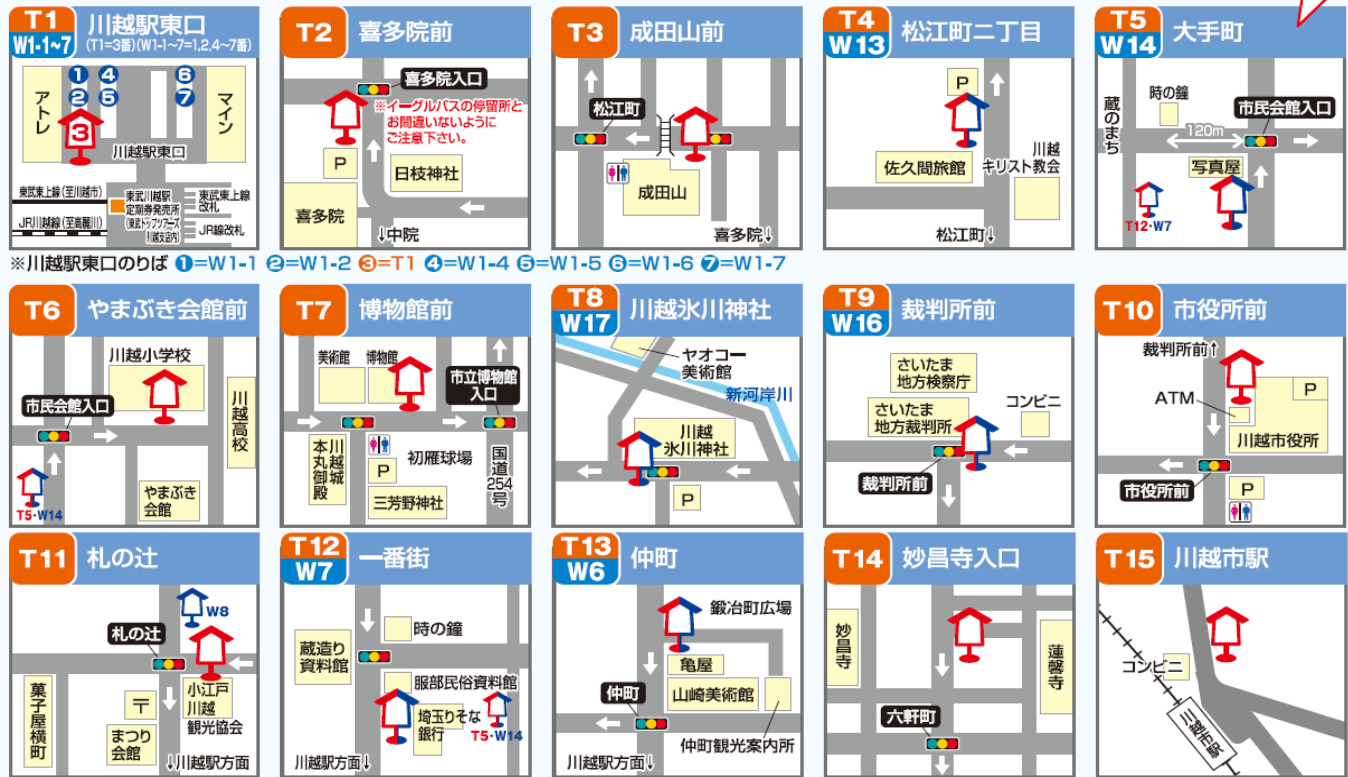 T1
W1-1~7
川越駅東口
(T1=3番)(W1-1~7=1,2,4~7番)
1
4
6
2
5
7
アトレ
3
マイン
川越駅東口
東武東上線(至川越市)
JR川越線(至高麗川)
東武川越駅
定期券発売所
(東武トップツアーズ
川越支店内)
東武東上線
改札
JR線改札
T2
喜多院前
喜多院入口
※イーグルバスの停留所と
お間違いないように
ご注意下さい。
P
日枝神社
喜多院
↓中院
T3
成田山前
松江町
成田山
喜多院↓
T4
W13
松江町二丁目
P
佐久間旅館
川越
キリスト教会
松江町↓
T5
W14
大手町
蔵のまち
時の鐘
市民会館入口
120m
写真屋
T12・W7
※川越駅東口のりば ❶=W1-1 ❷=W1-2 ❸=T1 ❹=W1-4 ❺=W1-5 ❻=W1-6 ❼=W1-7
T6
やまぶき会館前
川越小学校
市民会館入口
川越高校
やまぶき
会館
T5・W14
T7
博物館前
美術館
博物館
市立博物館
入口
川越城
本丸御殿
P
初雁球場
三芳野神社
国道254号
T8
W17
川越氷川神社
ヤオコー
美術館
新河岸川
川越
氷川神社
P
T9
W16
裁判所前
さいたま
地方検察庁
さいたま
地方裁判所
コンビニ
裁判所前
T10
市役所前
裁判所前↑
P
ATM
川越市役所
市役所前
P
T11
札の辻
W8
札の辻
菓子屋横町
〒
まつり
会館
小江戸
川越
観光協会
↓川越駅方面
T12
W7
一番街
時の鐘
蔵造り
資料館
服部民俗資料館
埼玉りそな
銀行
T5・W14
川越駅方面↓
T13
W6
仲町
鍛冶町広場
亀屋
仲町
山崎美術館
仲町観光案内所
川越駅方面↓
T14
妙昌寺入口
妙昌寺
蓮馨寺
六軒町
T15
川越市駅
コンビニ
川越市駅